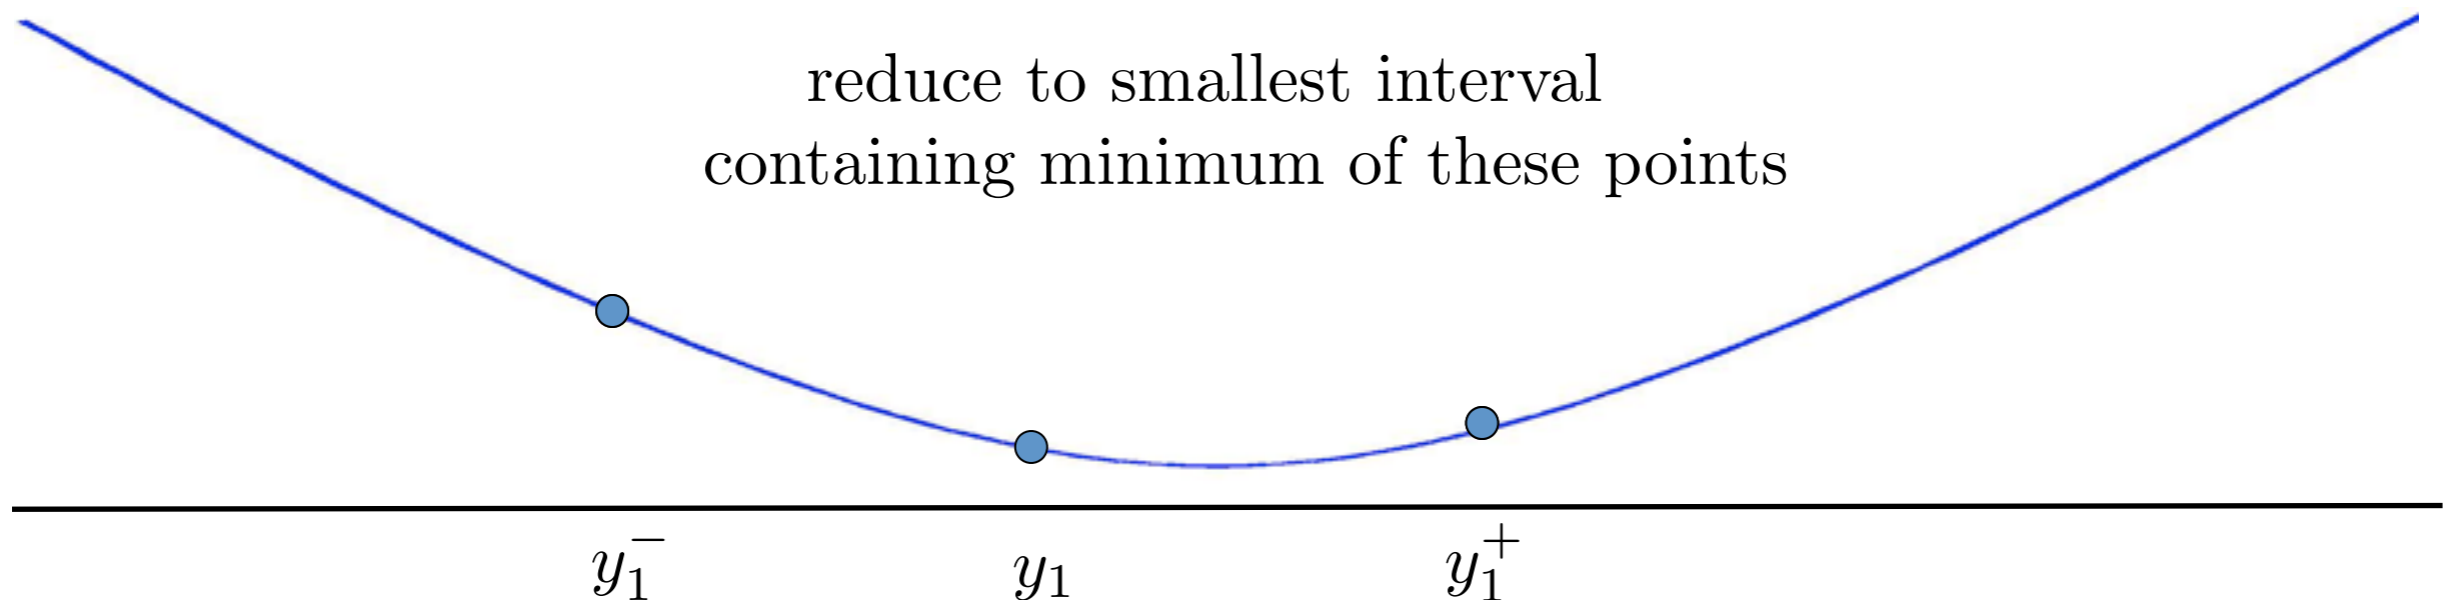 reduce to smallest interval
containing minimum of these points
y₁⁻ y₁ y₁⁺